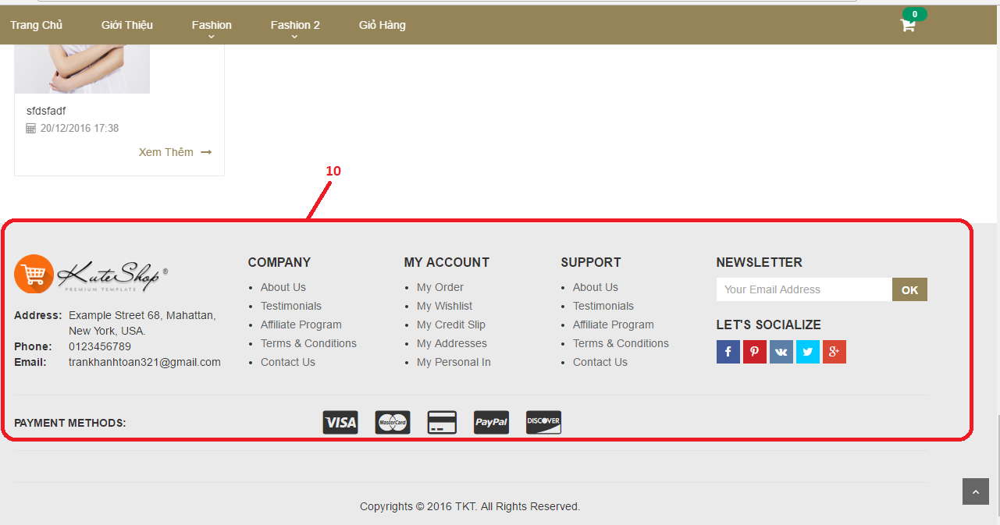 Trang Chủ Giới Thiệu Fashion Fashion 2 Giỏ Hàng 0
sfdsfadf
20/12/2016 17:38
Xem Thêm
10
KuteShop®
PREMIUM TEMPLATE
Address: Example Street 68, Mahattan,
New York, USA.
Phone: 0123456789
Email: trankhanhtoan321@gmail.com
COMPANY
About Us
Testimonials
Affiliate Program
Terms & Conditions
Contact Us
MY ACCOUNT
My Order
My Wishlist
My Credit Slip
My Addresses
My Personal In
SUPPORT
About Us
Testimonials
Affiliate Program
Terms & Conditions
Contact Us
NEWSLETTER
Your Email Address OK
LET'S SOCIALIZE
PAYMENT METHODS: VISA MasterCard PayPal DISCOVER
Copyrights © 2016 TKT. All Rights Reserved.